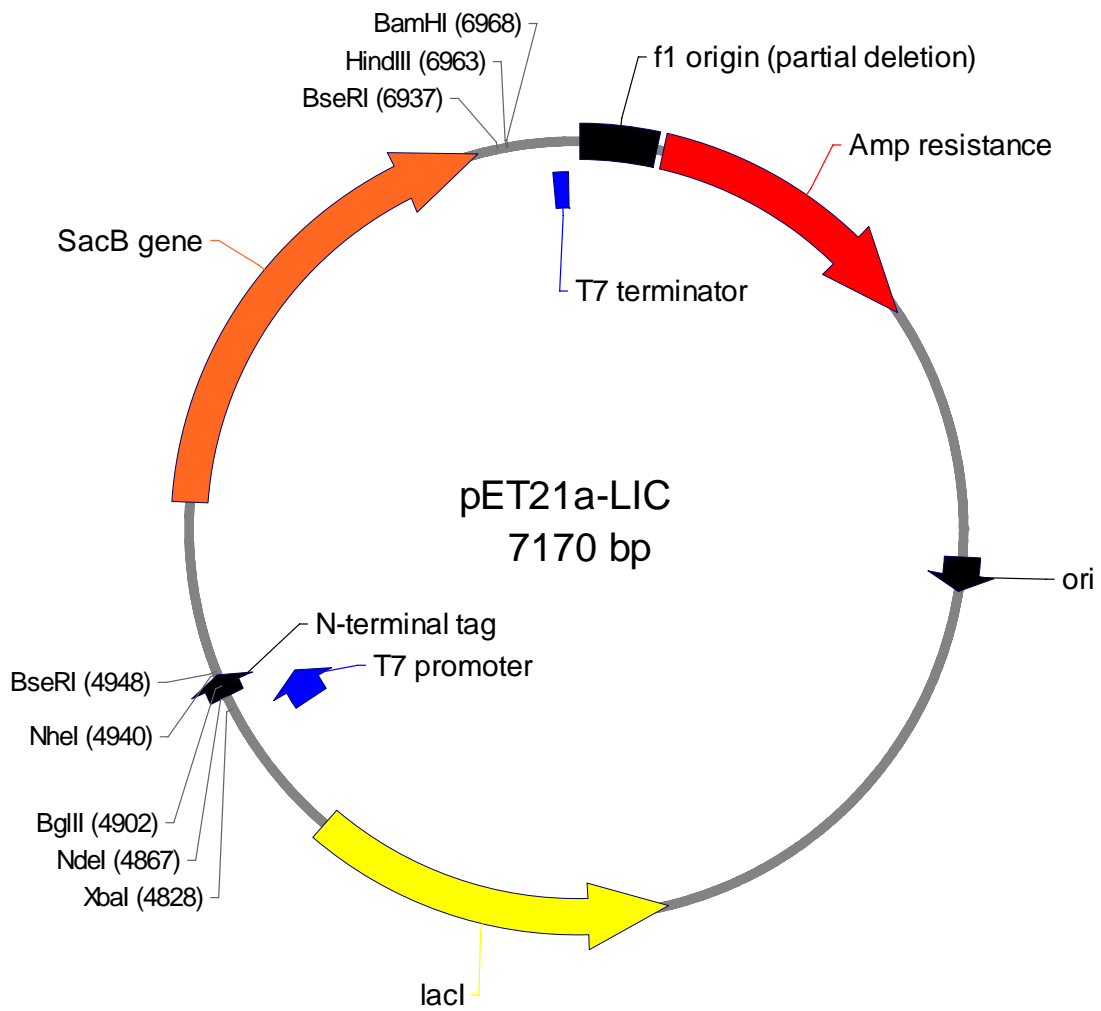 BamHI (6968)
HindIII (6963)
BseRI (6937)
f1 origin (partial deletion)
Amp resistance
SacB gene
T7 terminator
pET21a-LIC
7170 bp
ori
N-terminal tag
T7 promoter
BseRI (4948)
NheI (4940)
BglII (4902)
NdeI (4867)
XbaI (4828)
lacI